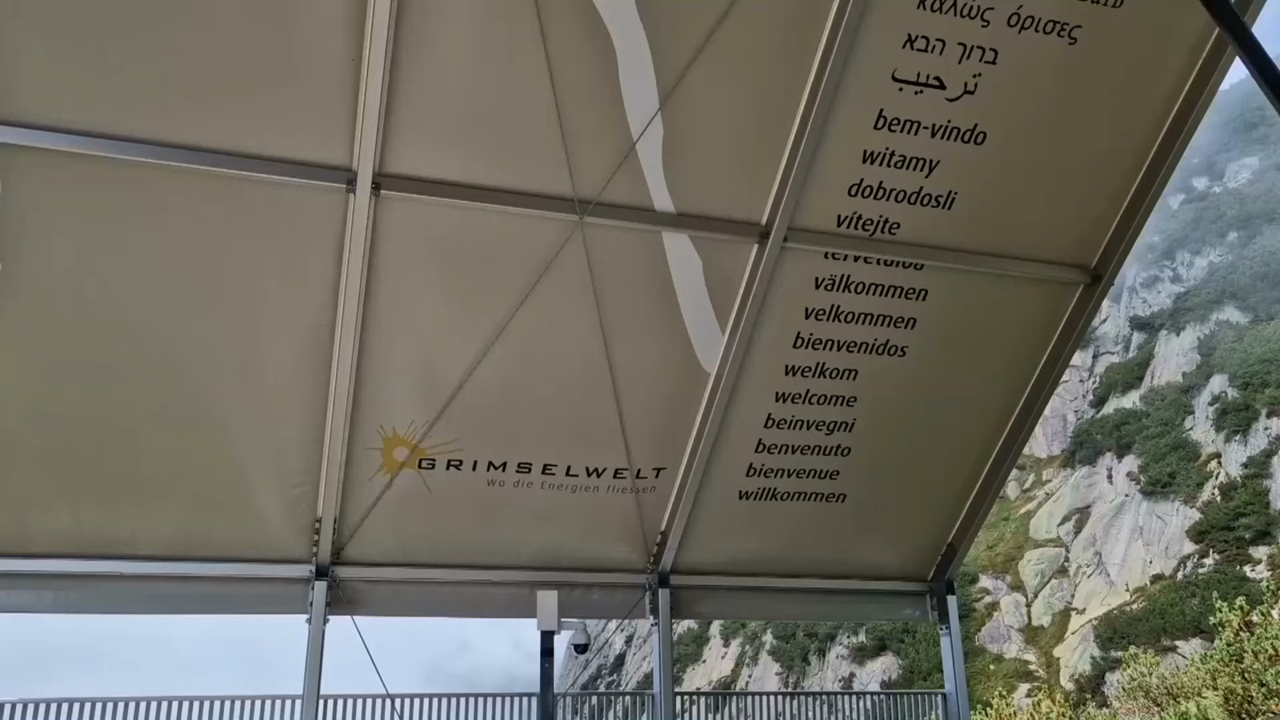 καλώς όρισες
ברוך הבא
ترحيب
bem-vindo
witamy
dobrodosli
vítejte
tervetuloa
välkommen
velkommen
bienvenidos
welkom
welcome
beinvegni
benvenuto
bienvenue
willkommen
GRIMSELWELT
Wo die Energien fliessen